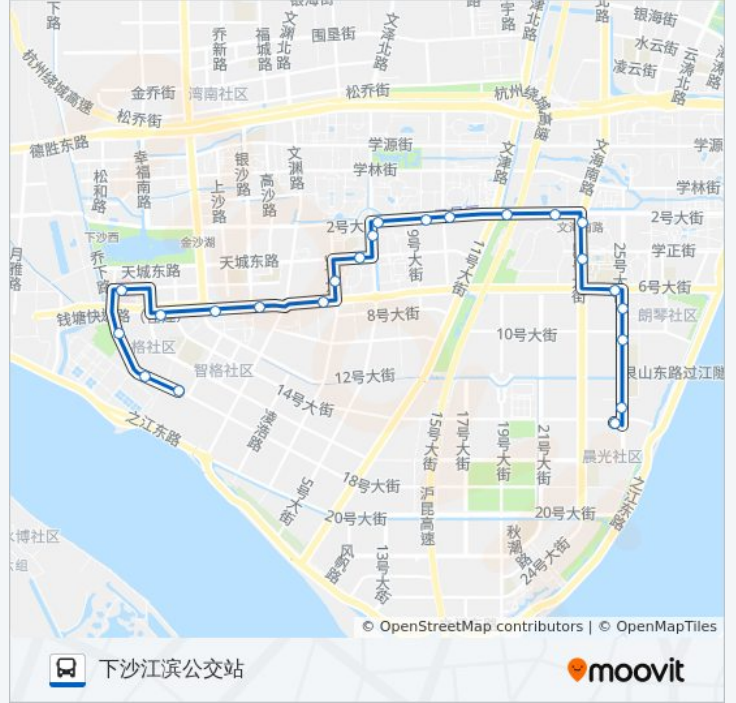 下路
乔新路
福城路
文渊北路
围垦街
文泽北路
银海街
水云街
云涛北路
凌云街
杭州绕城高速
金乔街
湾南社区
松乔街
杭州绕城高速
松乔街
德胜东路
学源街
学源
学林街
学林街
幸福南路
松和路
银沙路
上沙路
高沙路
文渊路
文津路
文海南路
下沙西
金沙湖
2号大
2号大街
学正街
月雅路
乔下路
天城东路
天城东路
9号大街
11号大街
25号大
6号大街
钱塘快速路
8号大街
朗琴社区
10号大街
格社区
智格社区
12号大街
艮山东路过江隧
14号大街
之江东路
凌浯路
15号大街
17号大街
19号大街
21号大街
晨光社区
18号大街
5号大街
20号大街
沪昆高速
20号大街
之江东路
水博社区
风帆路
13号大街
秋潮路
24号大街
© OpenStreetMap contributors | © OpenMapTiles
下沙江滨公交站
moovit